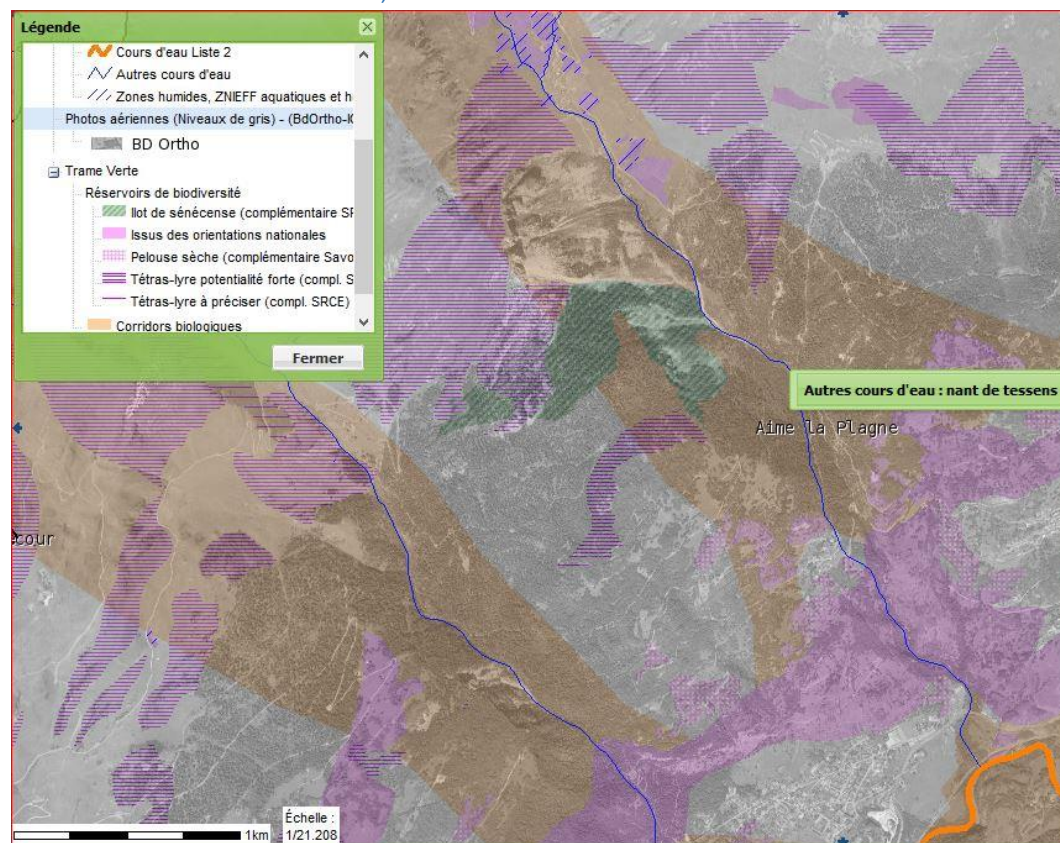 Légende
Cours d'eau Liste 2
Autres cours d'eau
Zones humides, ZNIEFF aquatiques et h
Photos aériennes (Niveaux de gris) - (BdOrtho-I
BD Ortho
Trame Verte
Réservoirs de biodiversité
Ilot de sénécense (complémentaire SF
Issus des orientations nationales
Pelouse sèche (complémentaire Savo
Tétras-lyre potentialité forte (compl. S
Tétras-lyre à préciser (compl. SRCE)
Corridors biologiques
Fermer
Autres cours d'eau : nant de tessens
Aime la Plagne
cour
Échelle :
1km 1/21.208